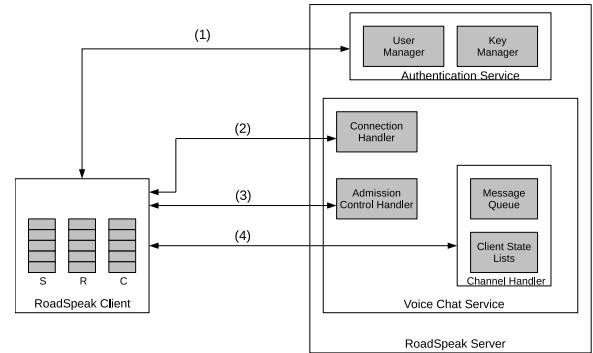 (1)
User
Manager
Key
Manager
Authentication Service
(2)
Connection
Handler
(3)
Admission
Control Handler
Message
Queue
(4)
Client State
Lists
Channel Handler
S R C
RoadSpeak Client
Voice Chat Service
RoadSpeak Server